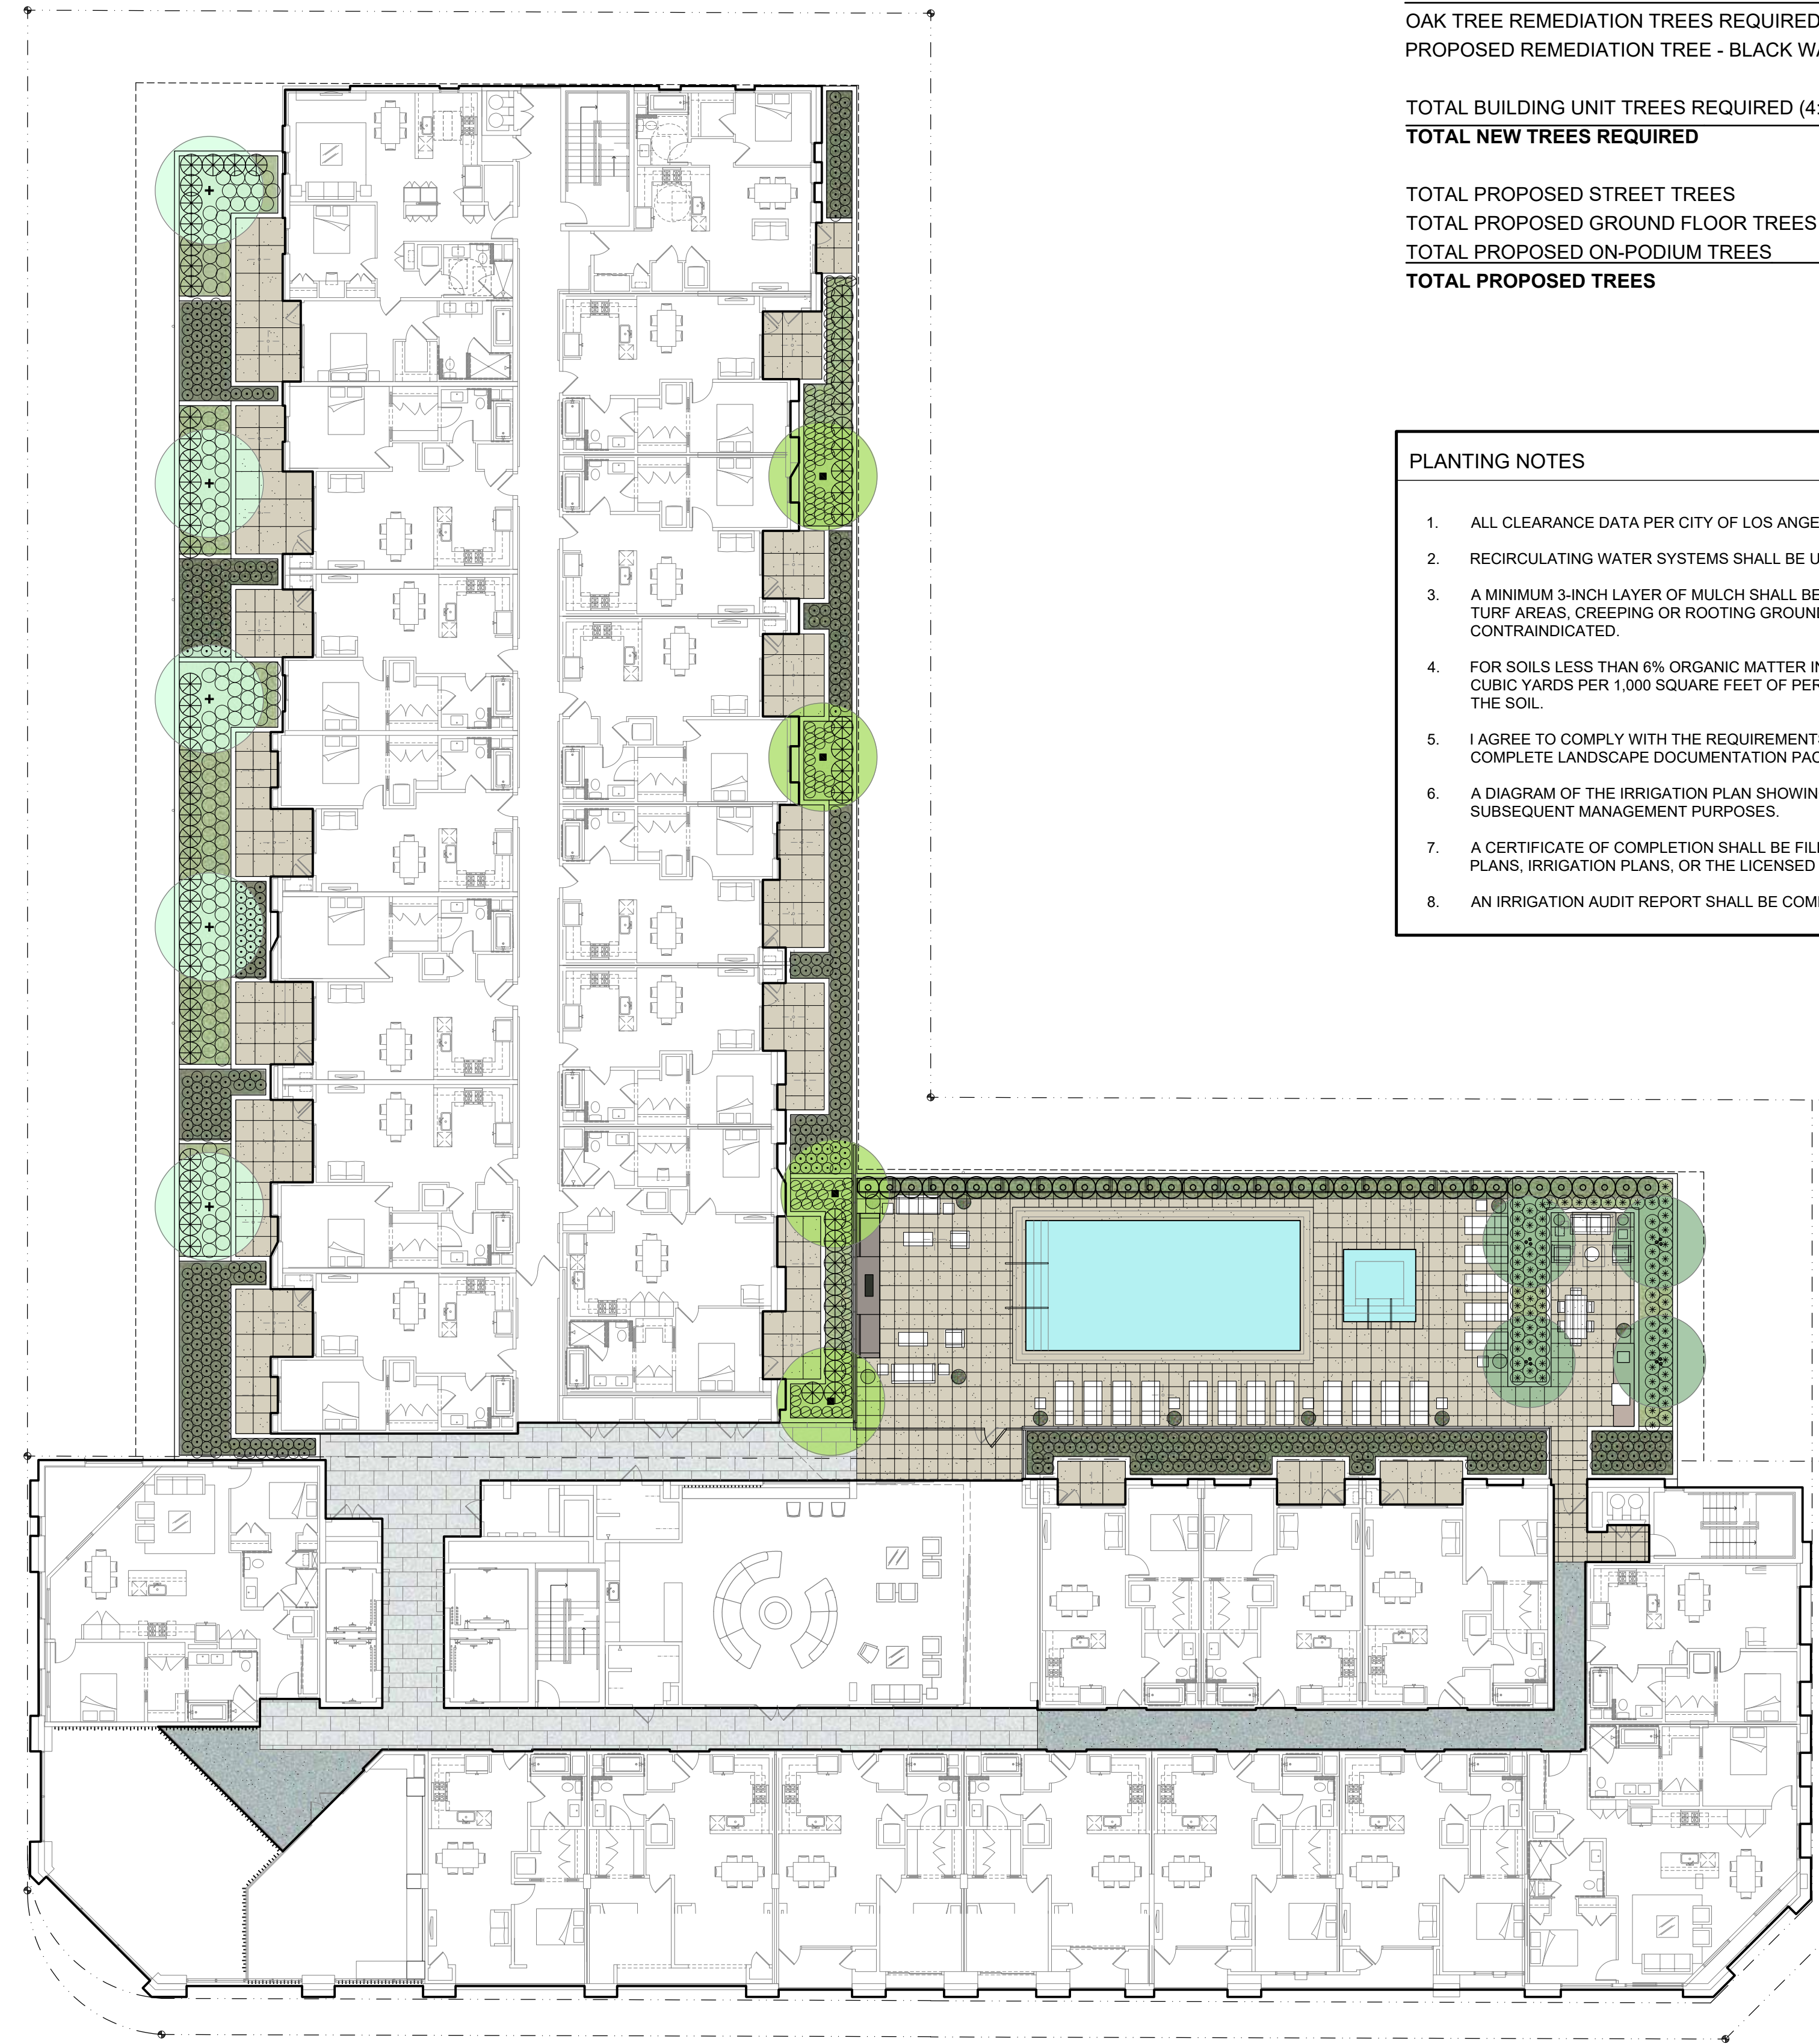 OAK TREE REMEDIATION TREES REQUIRED
PROPOSED REMEDIATION TREE - BLACK WA
TOTAL BUILDING UNIT TREES REQUIRED (4:
TOTAL NEW TREES REQUIRED
TOTAL PROPOSED STREET TREES
TOTAL PROPOSED GROUND FLOOR TREES
TOTAL PROPOSED ON-PODIUM TREES
TOTAL PROPOSED TREES
PLANTING NOTES
1. ALL CLEARANCE DATA PER CITY OF LOS ANGE
2. RECIRCULATING WATER SYSTEMS SHALL BE U
3. A MINIMUM 3-INCH LAYER OF MULCH SHALL BE
TURF AREAS, CREEPING OR ROOTING GROUN
CONTRAINDICATED.
4. FOR SOILS LESS THAN 6% ORGANIC MATTER IN
CUBIC YARDS PER 1,000 SQUARE FEET OF PER
THE SOIL.
5. I AGREE TO COMPLY WITH THE REQUIREMENTS
COMPLETE LANDSCAPE DOCUMENTATION PAC
6. A DIAGRAM OF THE IRRIGATION PLAN SHOWIN
SUBSEQUENT MANAGEMENT PURPOSES.
7. A CERTIFICATE OF COMPLETION SHALL BE FIL
PLANS, IRRIGATION PLANS, OR THE LICENSED
8. AN IRRIGATION AUDIT REPORT SHALL BE COM